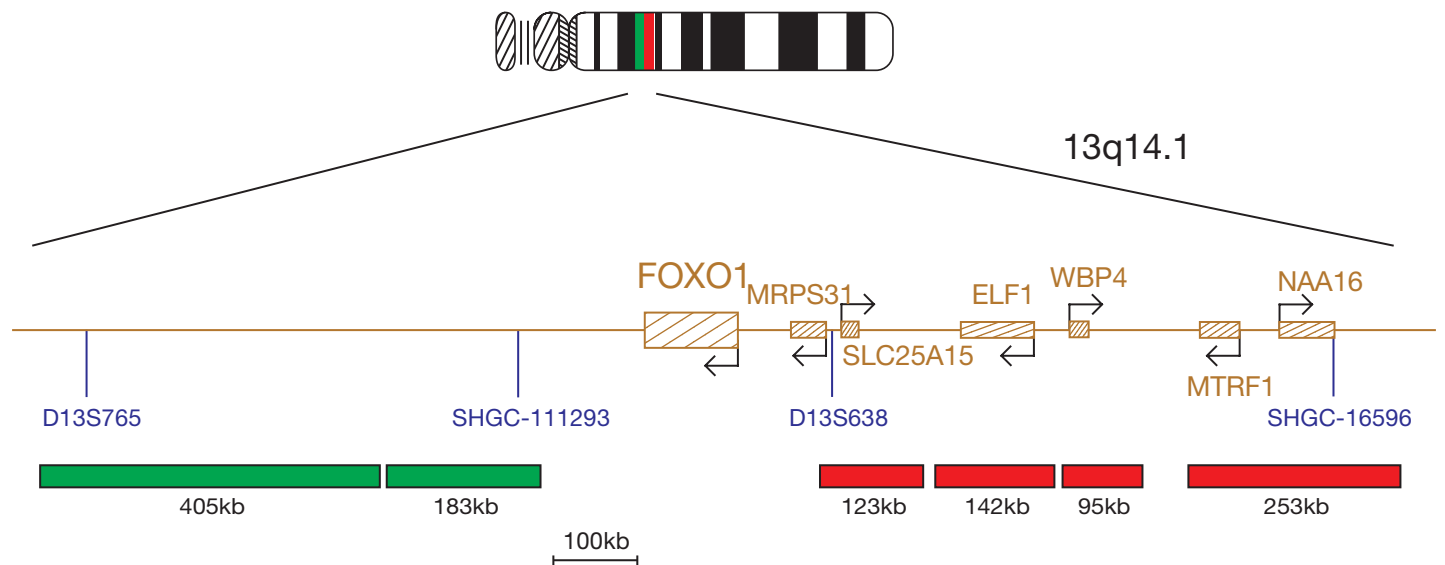 13q14.1
FOXO1
MRPS31
SLC25A15
ELF1
WBP4
MTRF1
NAA16
D13S765
SHGC-111293
D13S638
SHGC-16596
405kb
183kb
123kb
142kb
95kb
253kb
100kb